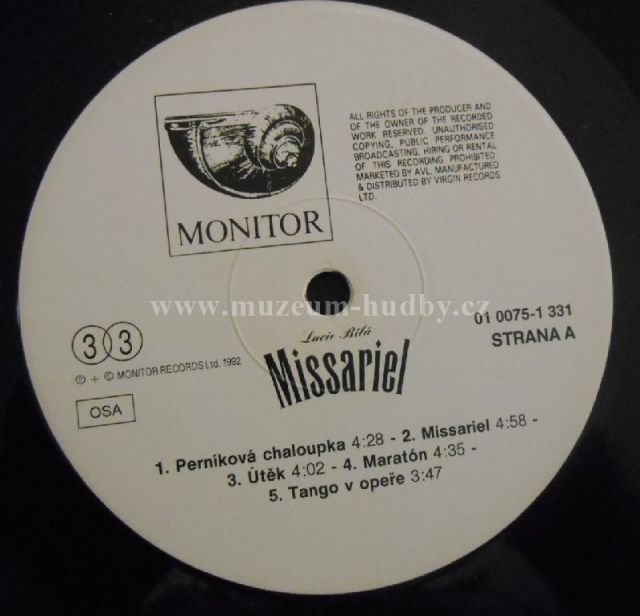 MONITOR
ALL RIGHTS OF THE PRODUCER AND
OF THE OWNER OF THE RECORDED
WORK RESERVED. UNAUTHORISED
COPYING, PUBLIC PERFORMANCE
BROADCASTING, HIRING OR RENTAL
OF THIS RECORDING PROHIBITED
MARKETED BY AVL. MANUFACTURED
& DISTRIBUTED BY VIRGIN RECORDS
LTD.
www.muzeum-hudby.cz
33
℗ + © MONITOR RECORDS Ltd. 1992
OSA
01 0075-1 331
STRANA A
Lucie Bílá
Missariel
1. Perníková chaloupka 4:28 - 2. Missariel 4:58 -
3. Útěk 4:02 - 4. Maratón 4:35 -
5. Tango v opeře 3:47